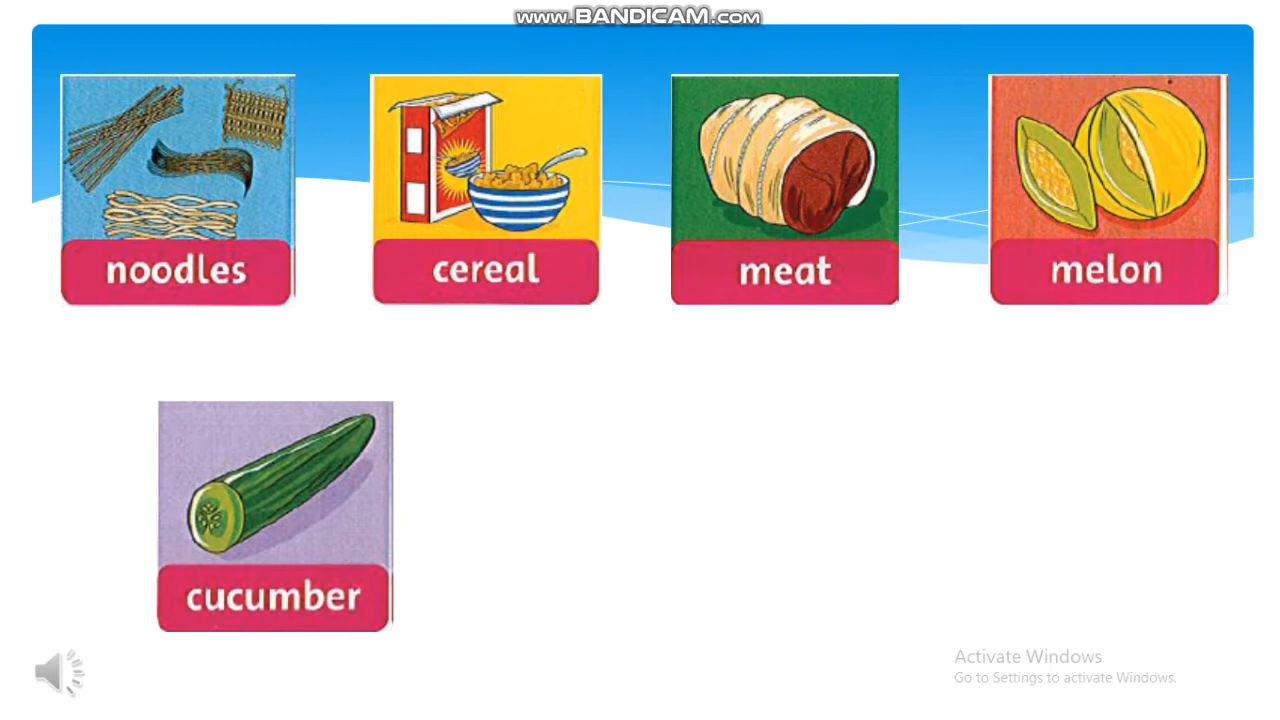 www.BANDICAM.com
noodles
cereal
meat
melon
cucumber
Activate Windows
Go to Settings to activate Windows.